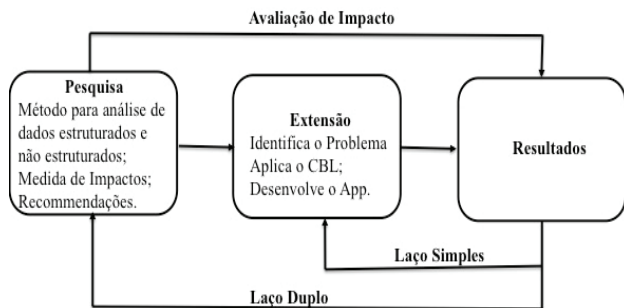 Avaliação de Impacto
Pesquisa
Método para análise de
dados estruturados e
não estruturados;
Medida de Impactos;
Recommendações.
Extensão
Identifica o Problema
Aplica o CBL;
Desenvolve o App.
Resultados
Laço Simples
Laço Duplo